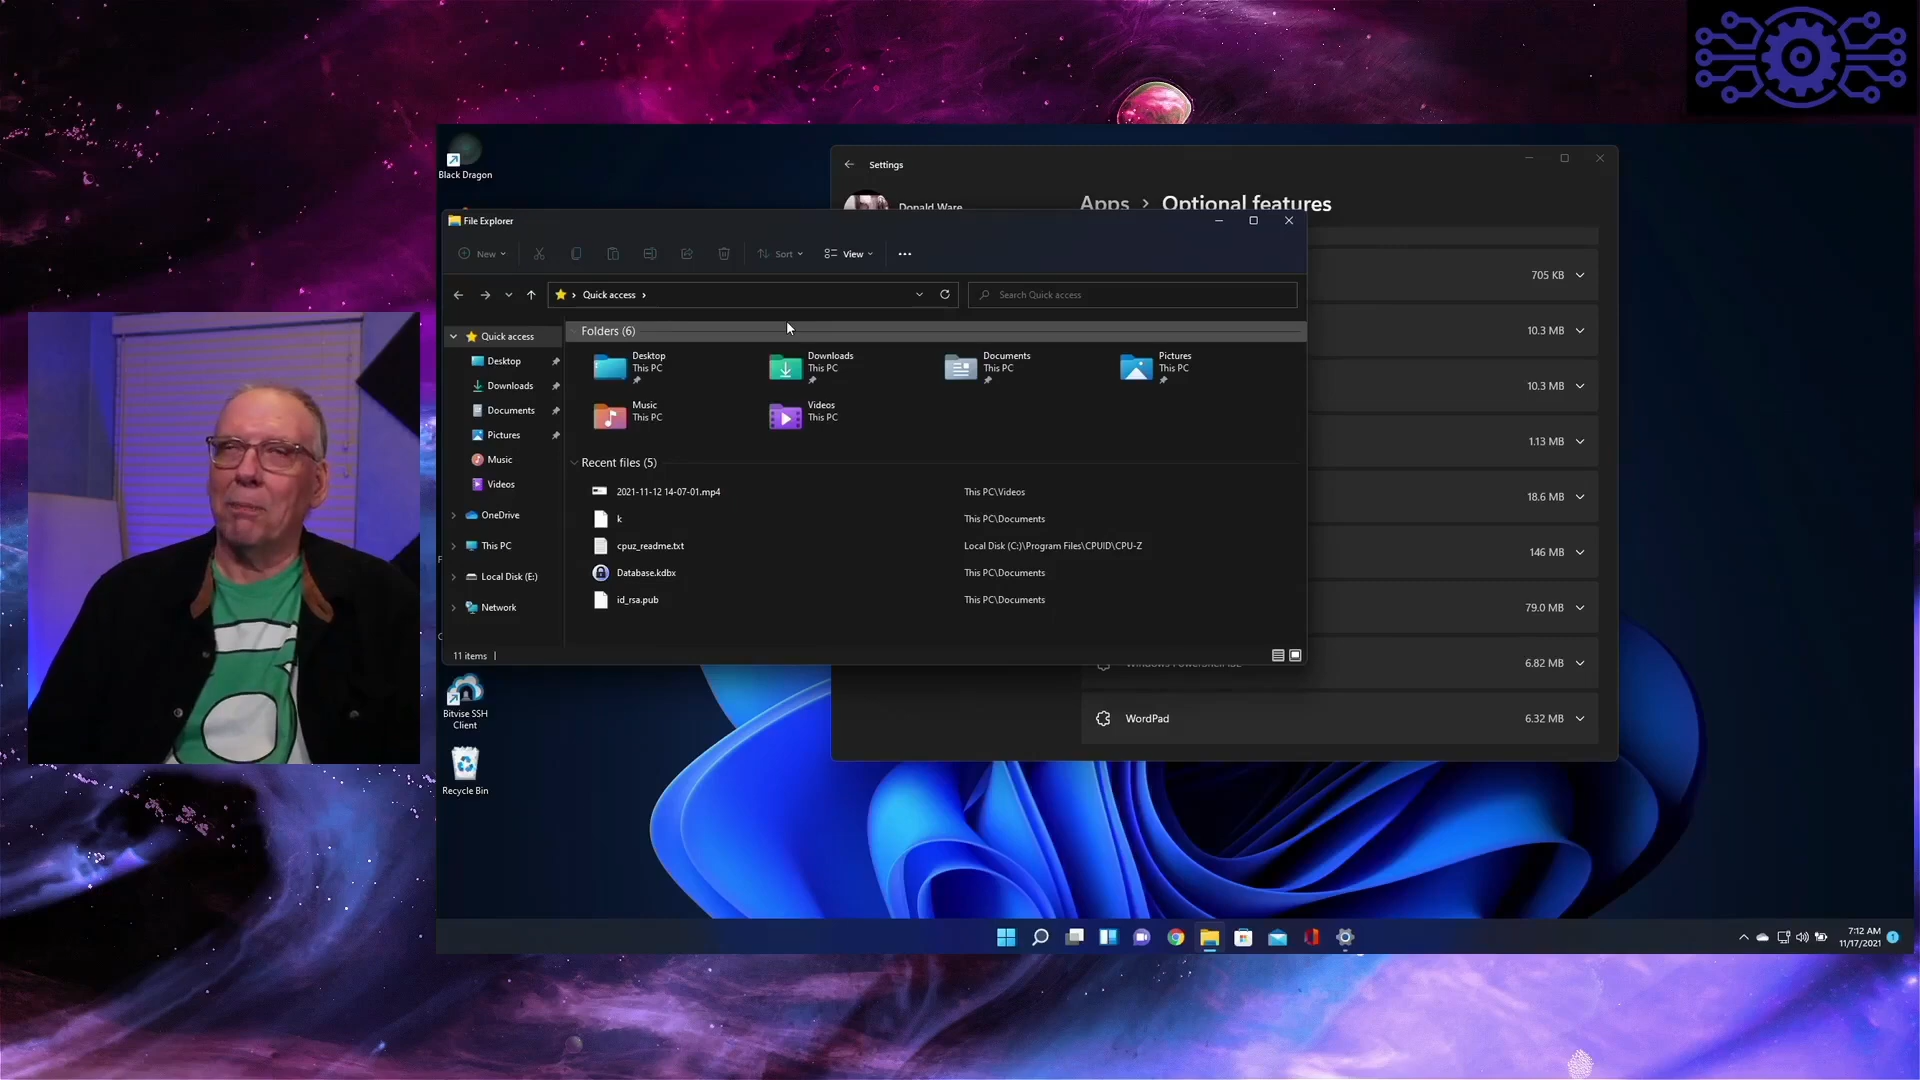 Black Dragon
Settings
Donald Ware
Apps > Optional features
File Explorer
New
Sort
View
Quick access
Search Quick access
705 KB
10.3 MB
10.3 MB
1.13 MB
18.6 MB
146 MB
79.0 MB
6.82 MB
WordPad
6.32 MB
Quick access
Desktop
Downloads
Documents
Pictures
Music
Videos
OneDrive
This PC
Local Disk (E:)
Network
Folders (6)
Desktop
This PC
Downloads
This PC
Documents
This PC
Pictures
This PC
Music
This PC
Videos
This PC
Recent files (5)
2021-11-12 14-07-01.mp4
This PC\Videos
k
This PC\Documents
cpuz_readme.txt
Local Disk (C:)\Program Files\CPUID\CPU-Z
Database.kdbx
This PC\Documents
id_rsa.pub
This PC\Documents
11 items
Bitvise SSH
Client
Recycle Bin
7:12 AM
11/17/2021
1